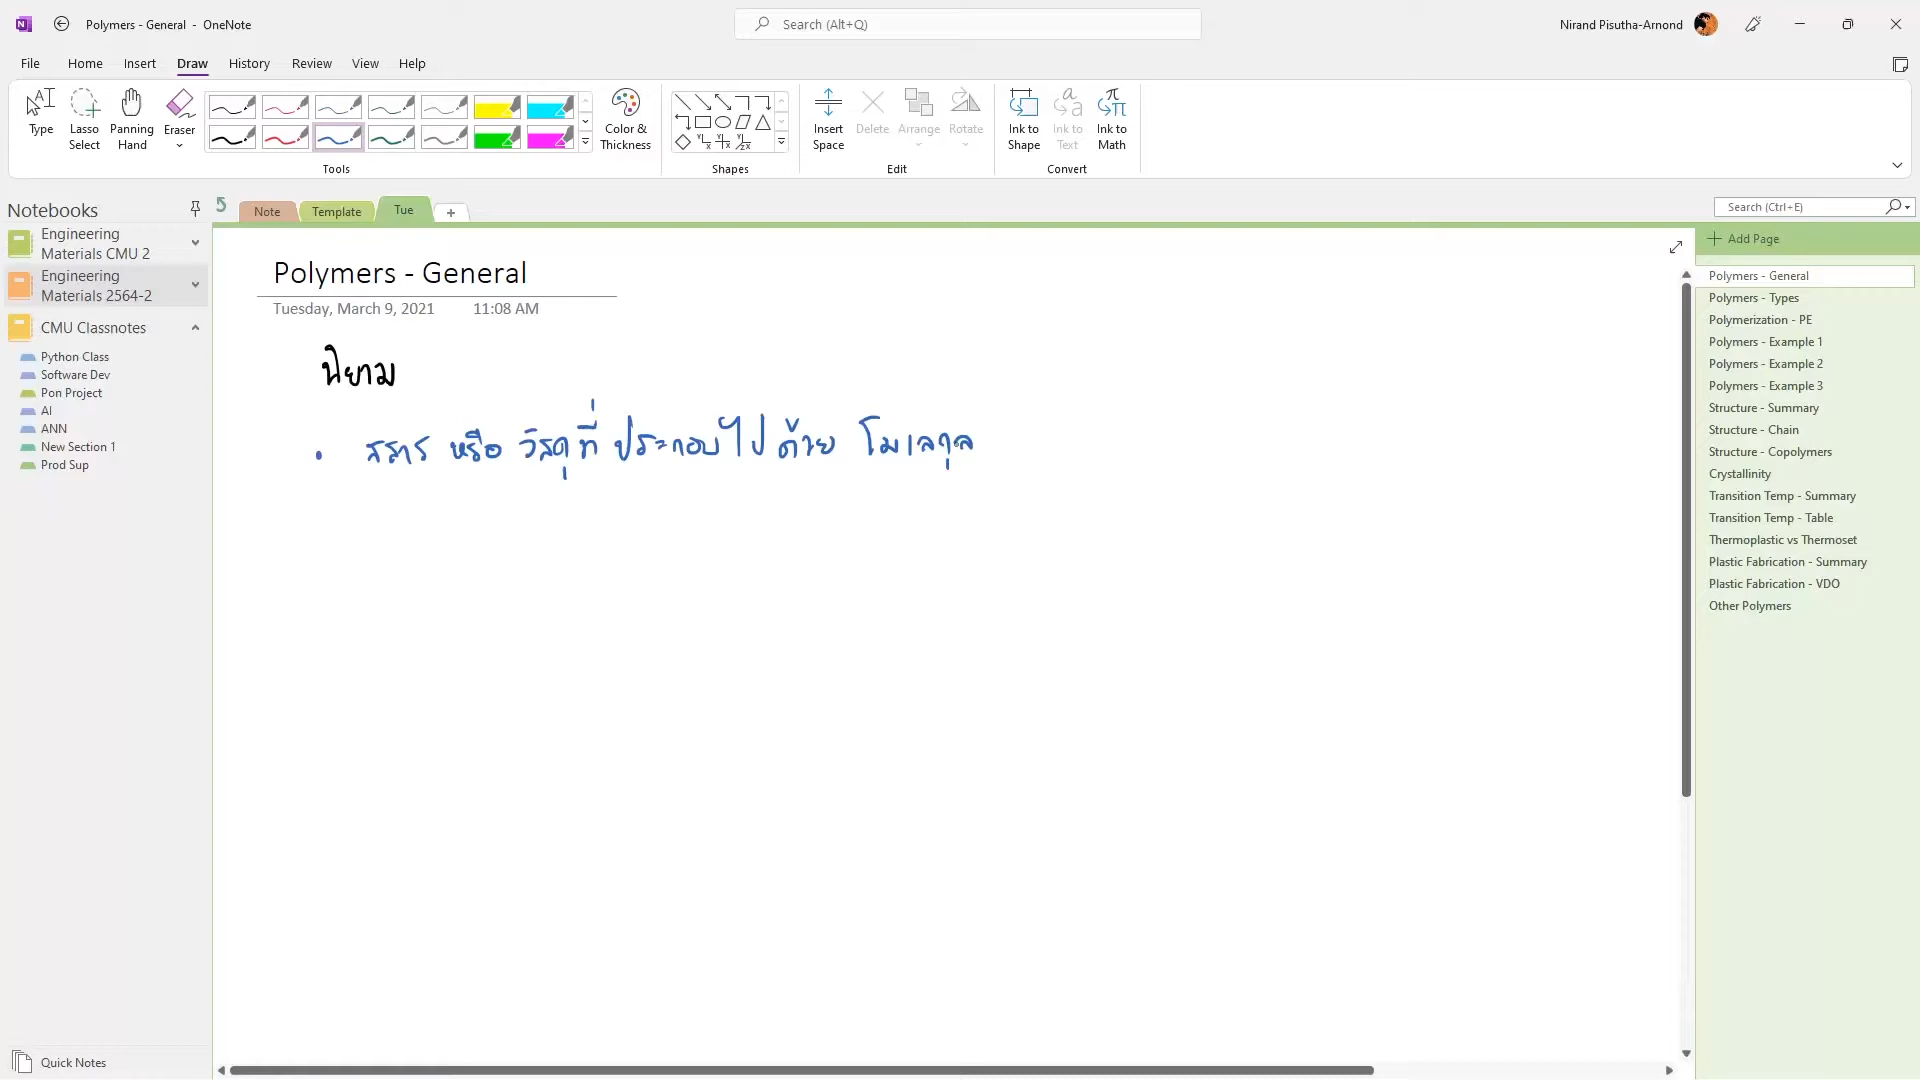 Polymers - General - OneNote
Search (Alt+Q)
Nirand Pisutha-Arnond
File Home Insert Draw History Review View Help
Type
Lasso Select
Panning Hand
Eraser
Color & Thickness
Insert Space
Delete
Arrange
Rotate
Ink to Shape
Ink to Text
Ink to Math
Tools
Shapes
Edit
Convert
Notebooks
Engineering
Materials CMU 2
Engineering
Materials 2564-2
CMU Classnotes
Python Class
Software Dev
Pon Project
AI
ANN
New Section 1
Prod Sup
Quick Notes
Note Template Tue
Search (Ctrl+E)
Polymers - General
Tuesday, March 9, 2021 11:08 AM
นิยาม
• สสาร หรือ วัสดุที่ ประกอบไปด้วย โมเลกุล
Add Page
Polymers - General
Polymers - Types
Polymerization - PE
Polymers - Example 1
Polymers - Example 2
Polymers - Example 3
Structure - Summary
Structure - Chain
Structure - Copolymers
Crystallinity
Transition Temp - Summary
Transition Temp - Table
Thermoplastic vs Thermoset
Plastic Fabrication - Summary
Plastic Fabrication - VDO
Other Polymers